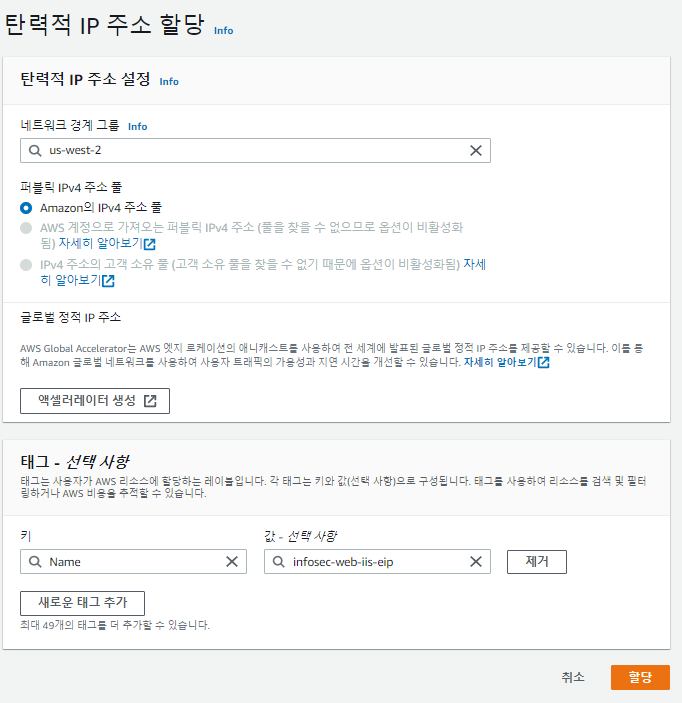 탄력적 IP 주소 할당 Info
탄력적 IP 주소 설정 Info
네트워크 경계 그룹 Info
us-west-2
퍼블릭 IPv4 주소 풀
Amazon의 IPv4 주소 풀
AWS 계정으로 가져오는 퍼블릭 IPv4 주소 (풀을 찾을 수 없으므로 옵션이 비활성화
됨) 자세히 알아보기
IPv4 주소의 고객 소유 풀 (고객 소유 풀을 찾을 수 없기 때문에 옵션이 비활성화됨) 자세
히 알아보기
글로벌 정적 IP 주소
AWS Global Accelerator는 AWS 엣지 로케이션의 애니캐스트를 사용하여 전 세계에 발표된 글로벌 정적 IP 주소를 제공할 수 있습니다. 이를 통
해 Amazon 글로벌 네트워크를 사용하여 사용자 트래픽의 가용성과 지연 시간을 개선할 수 있습니다. 자세히 알아보기
액셀러레이터 생성
태그 - 선택 사항
태그는 사용자가 AWS 리소스에 할당하는 레이블입니다. 각 태그는 키와 값(선택 사항)으로 구성됩니다. 태그를 사용하여 리소스를 검색 및 필터
링하거나 AWS 비용을 추적할 수 있습니다.
키
값 - 선택 사항
Name
infosec-web-iis-eip
제거
새로운 태그 추가
최대 49개의 태그를 더 추가할 수 있습니다.
취소
할당